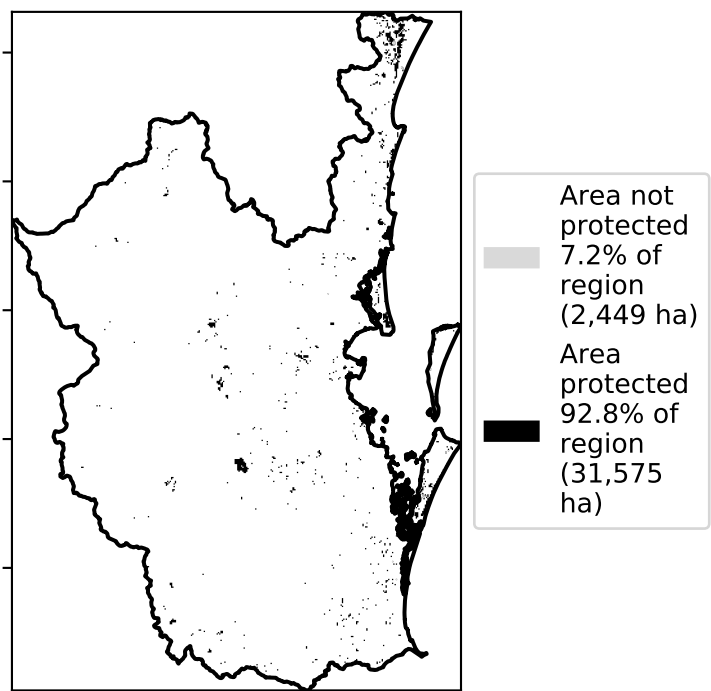 Area not
protected
7.2% of
region
(2,449 ha)
Area
protected
92.8% of
region
(31,575
ha)